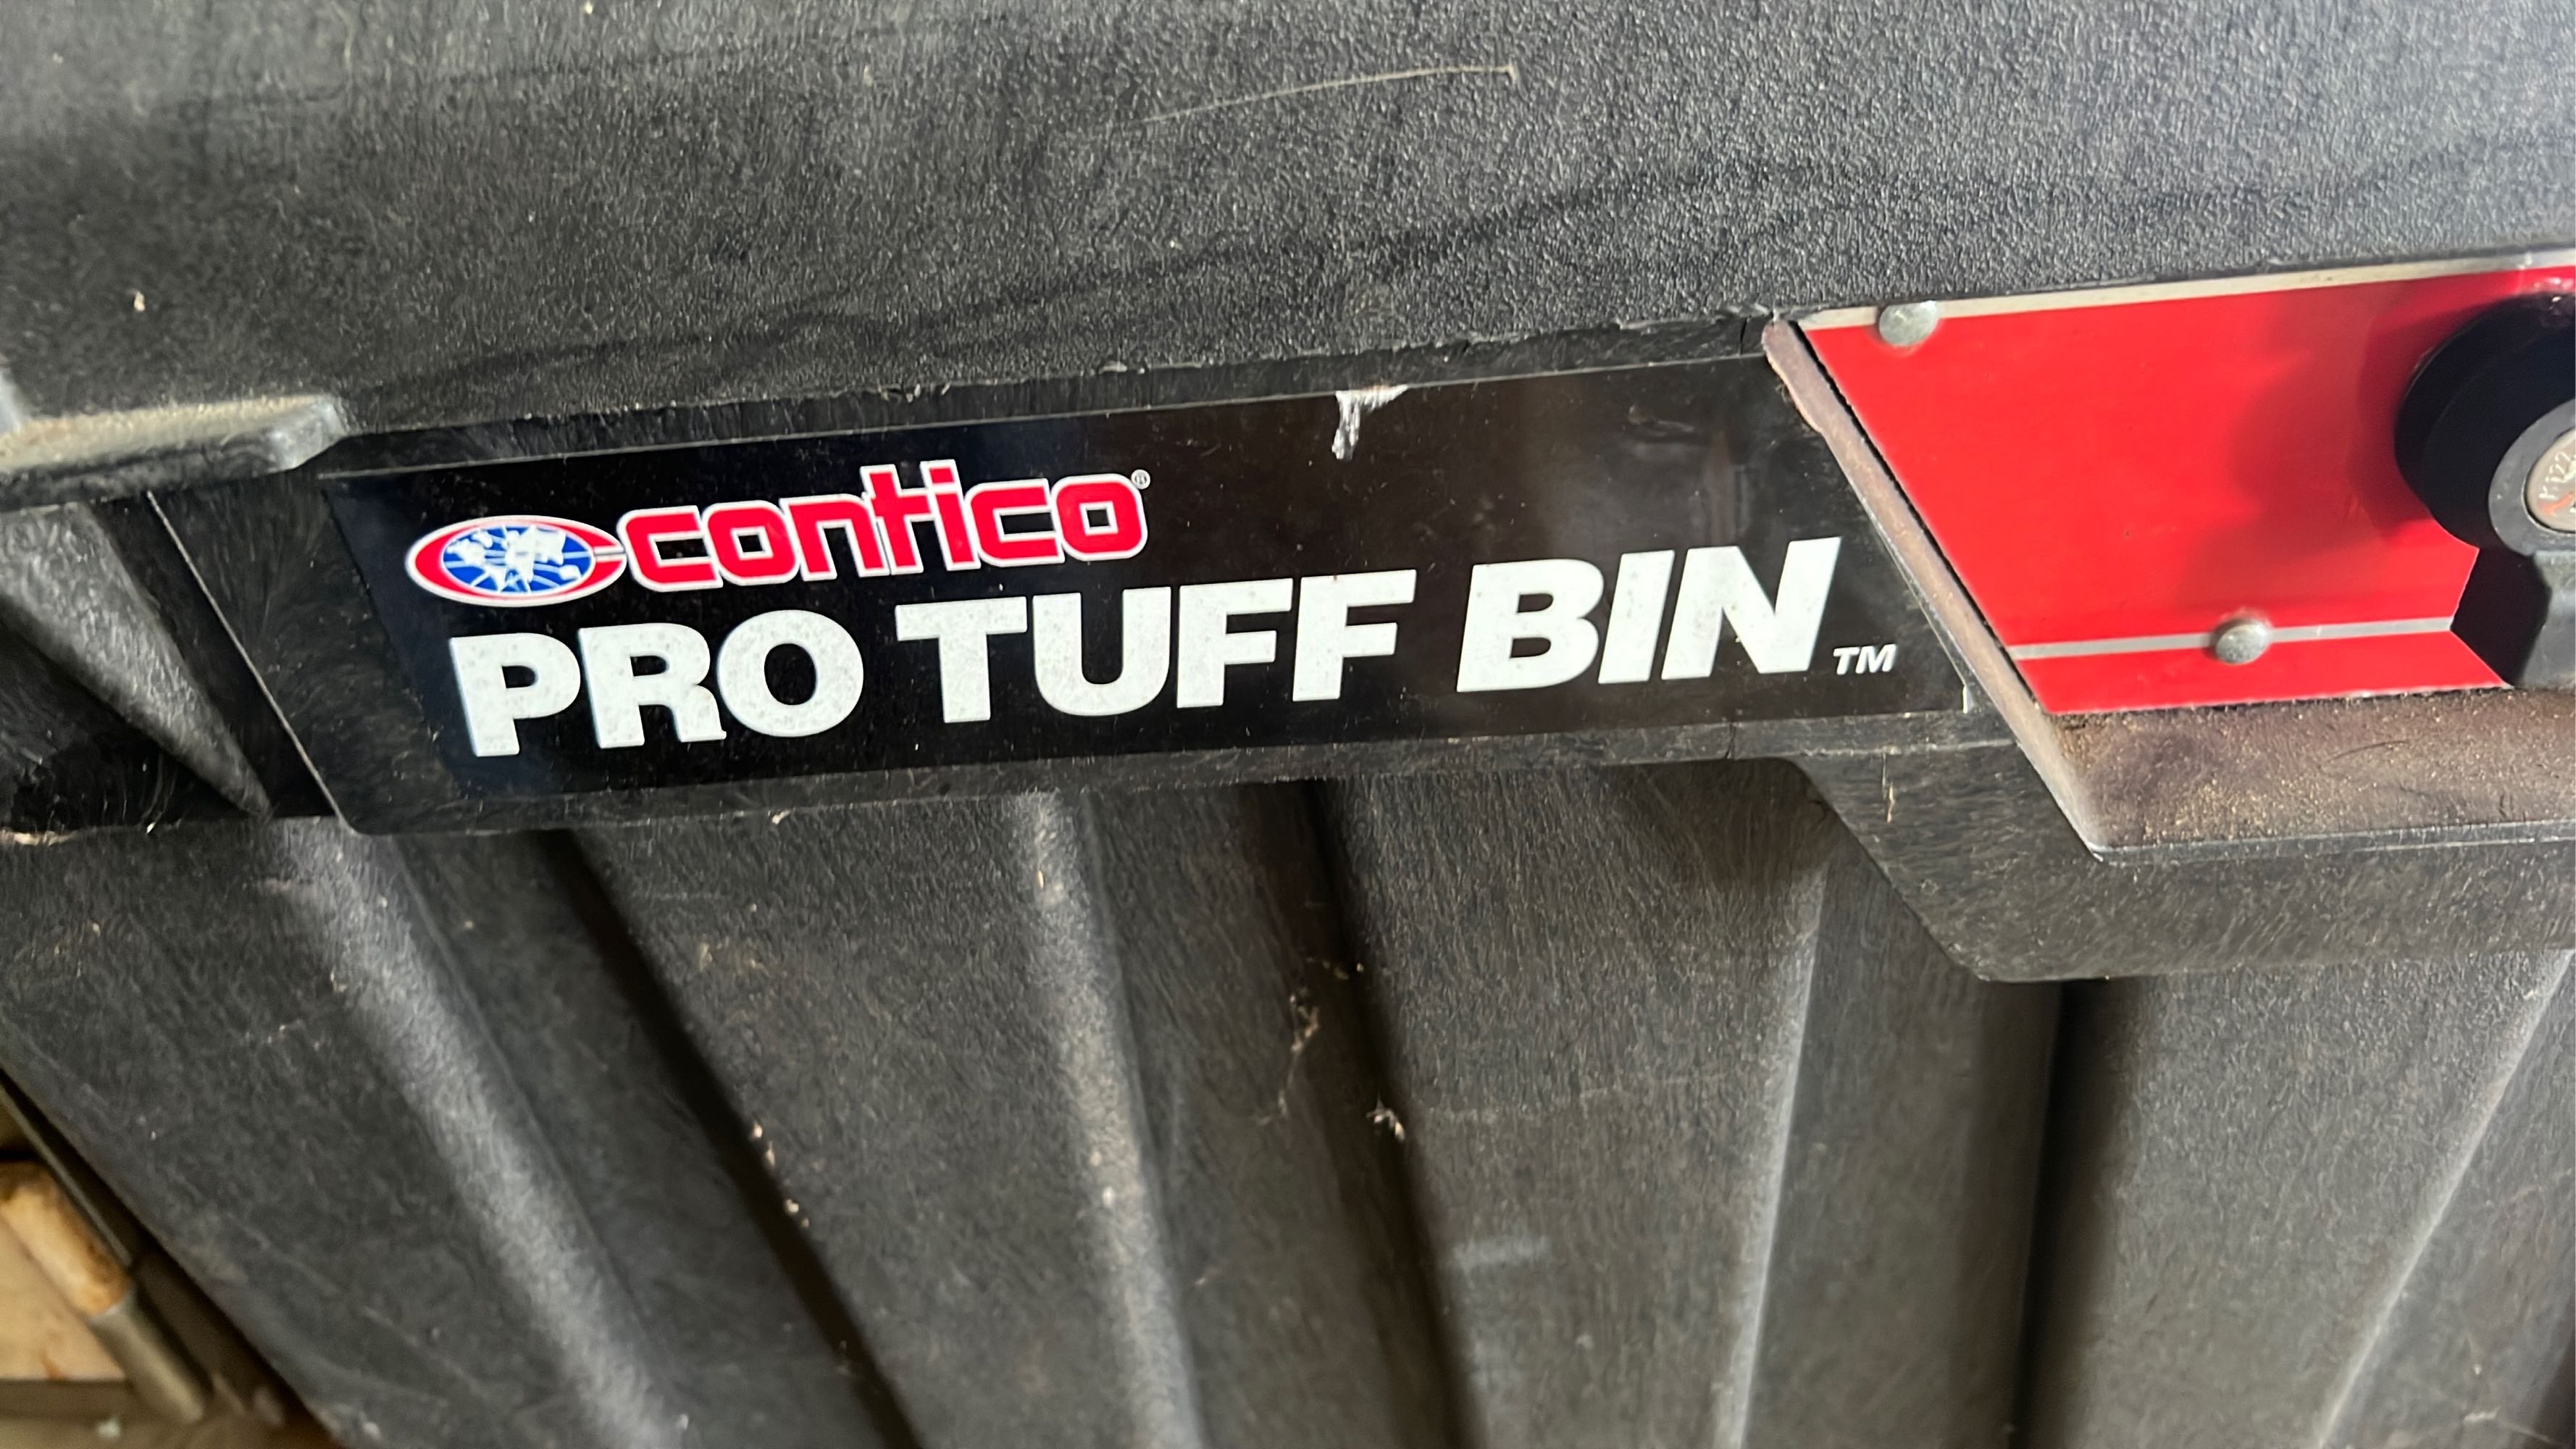 contico®
PRO TUFF BIN™